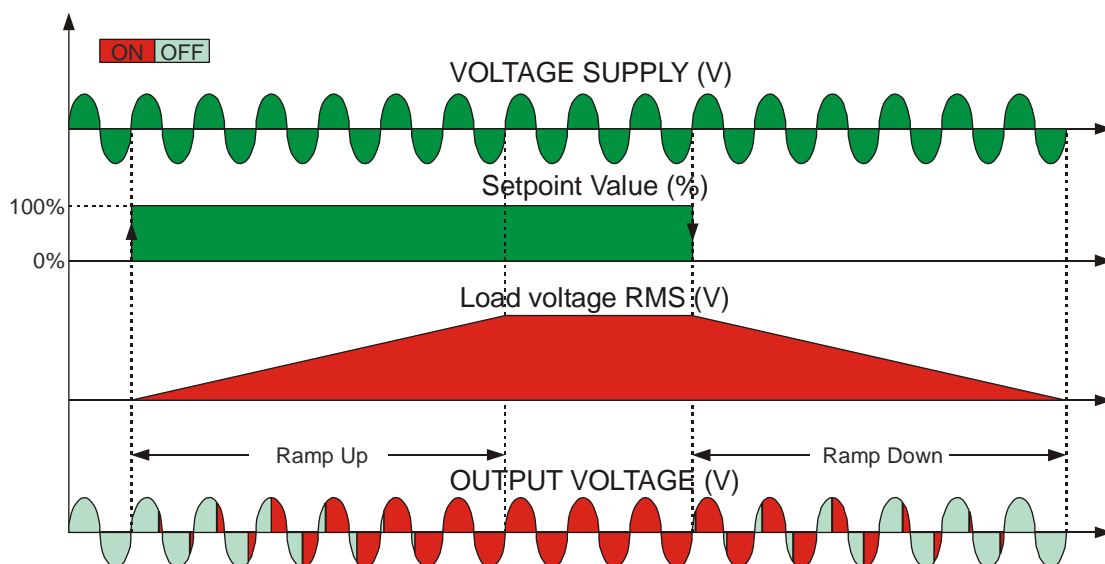 ON OFF
VOLTAGE SUPPLY (V)
Setpoint Value (%)
100%
0%
Load voltage RMS (V)
Ramp Up
Ramp Down
OUTPUT VOLTAGE (V)